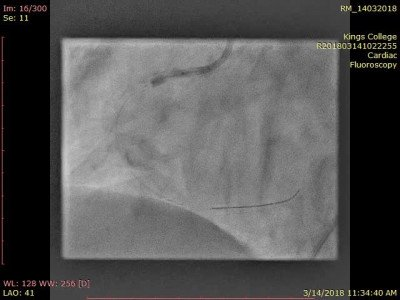 Im: 16/300
Se: 11
RM_14032018
Kings College
R201803141022255
Cardiac
Fluoroscopy
WL: 128 WW: 256 [D]
LAO: 41
3/14/2018 11:34:40 AM